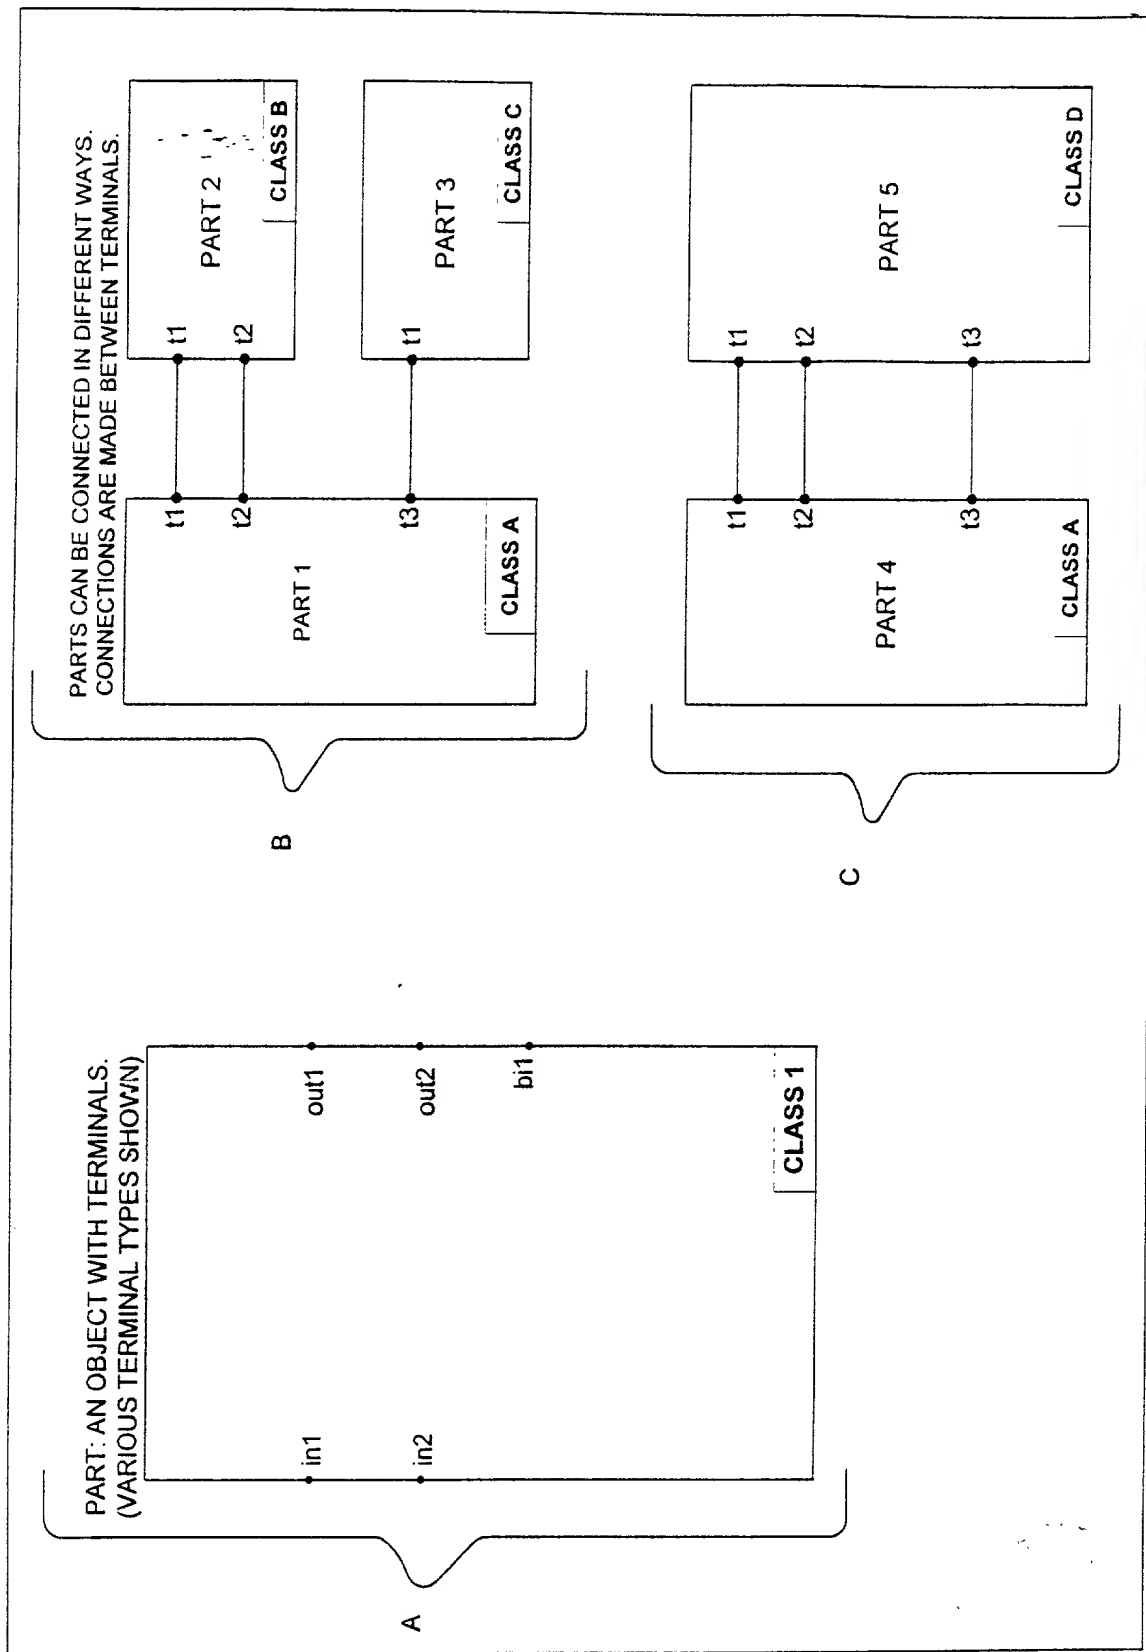 PART: AN OBJECT WITH TERMINALS.
(VARIOUS TERMINAL TYPES SHOWN)
A
in1
in2
out1
out2
bi1
CLASS 1
PARTS CAN BE CONNECTED IN DIFFERENT WAYS.
CONNECTIONS ARE MADE BETWEEN TERMINALS.
B
PART 1
t1
t2
t3
CLASS A
t1
t2
PART 2
CLASS B
t1
PART 3
CLASS C
C
PART 4
t1
t2
t3
CLASS A
t1
t2
t3
PART 5
CLASS D